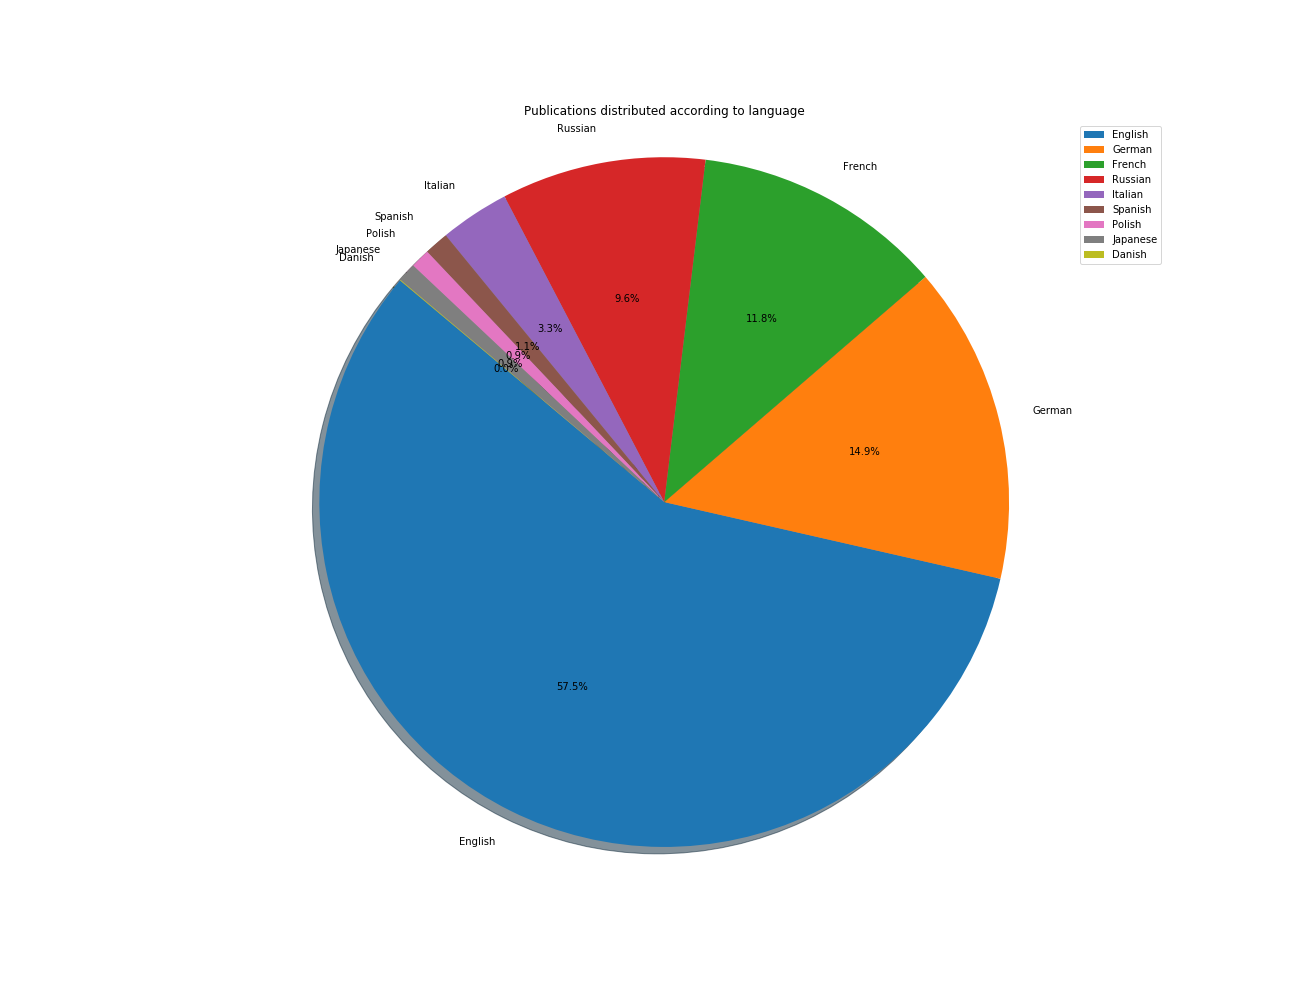 Publications distributed according to language
Russian
French
Italian
Spanish
Polish
Japanese
Danish
German
English
9.6%
11.8%
3.3%
1.1%
0.9%
0.9%
0.0%
14.9%
57.5%
English
German
French
Russian
Italian
Spanish
Polish
Japanese
Danish